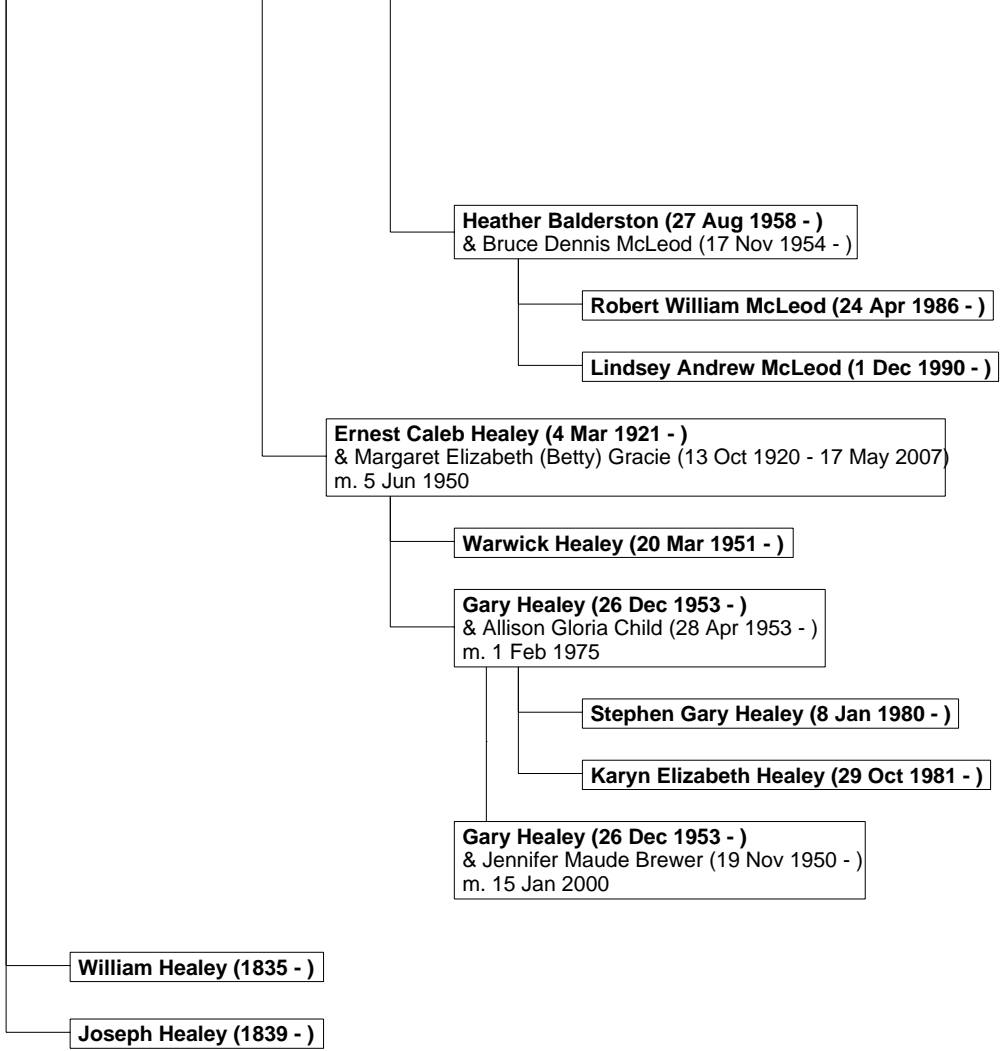 Heather Balderston (27 Aug 1958 - )
& Bruce Dennis McLeod (17 Nov 1954 - )
Robert William McLeod (24 Apr 1986 - )
Lindsey Andrew McLeod (1 Dec 1990 - )
Ernest Caleb Healey (4 Mar 1921 - )
& Margaret Elizabeth (Betty) Gracie (13 Oct 1920 - 17 May 2007)
m. 5 Jun 1950
Warwick Healey (20 Mar 1951 - )
Gary Healey (26 Dec 1953 - )
& Allison Gloria Child (28 Apr 1953 - )
m. 1 Feb 1975
Stephen Gary Healey (8 Jan 1980 - )
Karyn Elizabeth Healey (29 Oct 1981 - )
Gary Healey (26 Dec 1953 - )
& Jennifer Maude Brewer (19 Nov 1950 - )
m. 15 Jan 2000
William Healey (1835 - )
Joseph Healey (1839 - )